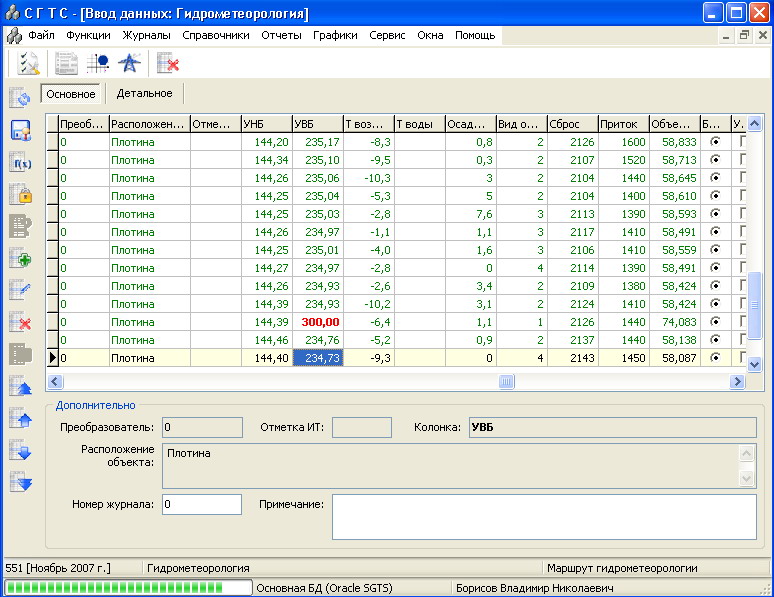 С Г Т С - [Ввод данных: Гидрометеорология]
Файл Функции Журналы Справочники Отчеты Графики Сервис Окна Помощь
Основное Детальное
Преоб... Расположен... Отме... УНБ УВБ Т воз... Т воды Осад... Вид о... Сброс Приток Объе... Б... У.
0 Плотина 144,20 235,17 -8,3 0,8 2 2126 1600 58,833
0 Плотина 144,34 235,10 -9,5 0,3 2 2107 1520 58,713
0 Плотина 144,26 235,06 -10,3 3 2 2104 1440 58,645
0 Плотина 144,25 235,04 -5,3 5 2 2104 1400 58,610
0 Плотина 144,25 235,03 -2,8 7,6 3 2113 1390 58,593
0 Плотина 144,26 234,97 -1,1 1,1 3 2117 1410 58,491
0 Плотина 144,25 235,01 -4,0 1,6 3 2106 1410 58,559
0 Плотина 144,27 234,97 -2,8 0 4 2114 1390 58,491
0 Плотина 144,26 234,93 -2,6 3,4 2 2109 1380 58,424
0 Плотина 144,39 234,93 -10,2 3,1 2 2124 1410 58,424
0 Плотина 144,39 300,00 -6,4 1,1 1 2126 1440 74,083
0 Плотина 144,46 234,76 -5,2 0,9 2 2137 1440 58,138
0 Плотина 144,40 234,73 -9,3 0 4 2143 1450 58,087
Дополнительно
Преобразователь: 0 Отметка ИТ: Колонка: УВБ
Расположение объекта: Плотина
Номер журнала: 0 Примечание:
551 [Ноябрь 2007 г.] Гидрометеорология Маршрут гидрометеорологии
Основная БД (Oracle SGTS) Борисов Владимир Николаевич